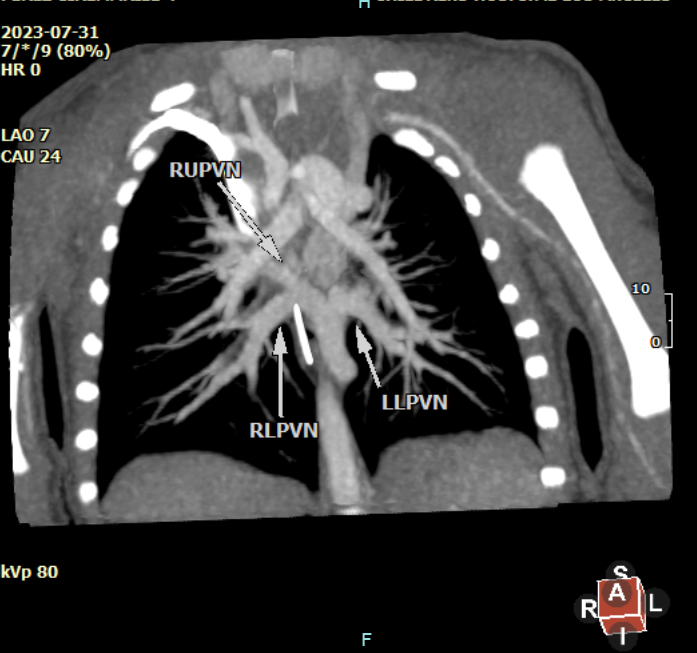 H
2023-07-31
7/*/9 (80%)
HR 0
LAO 7
CAU 24
RUPVN
10
0
LLPVN
RLPVN
kVp 80
S
A
R
L
I
F